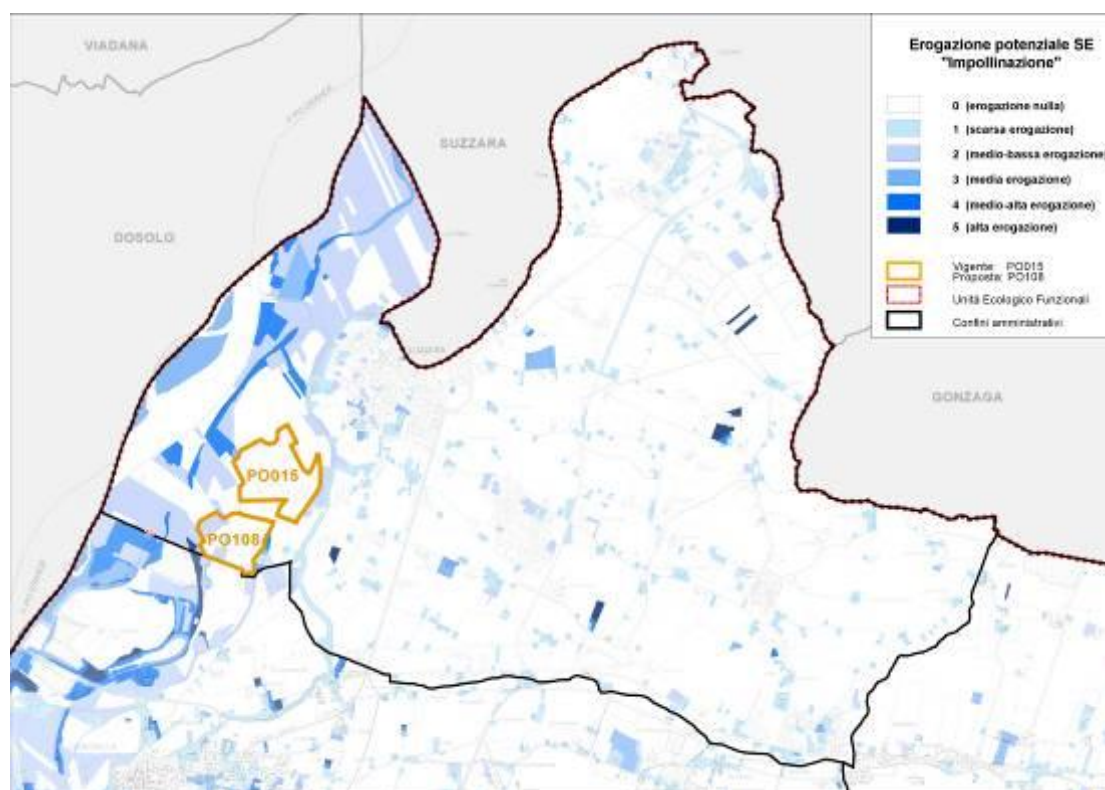 VIADANA
SUZZARA
DOSOLO
GONZAGA
PO015
PO108
Erogazione potenziale SE
"Impollinazione"
0 (erogazione nulla)
1 (scarsa erogazione)
2 (medio-bassa erogazione)
3 (media erogazione)
4 (medio-alta erogazione)
5 (alta erogazione)
Vigente: PO015
Proposta: PO108
Unità Ecologico Funzionali
Confini amministrativi